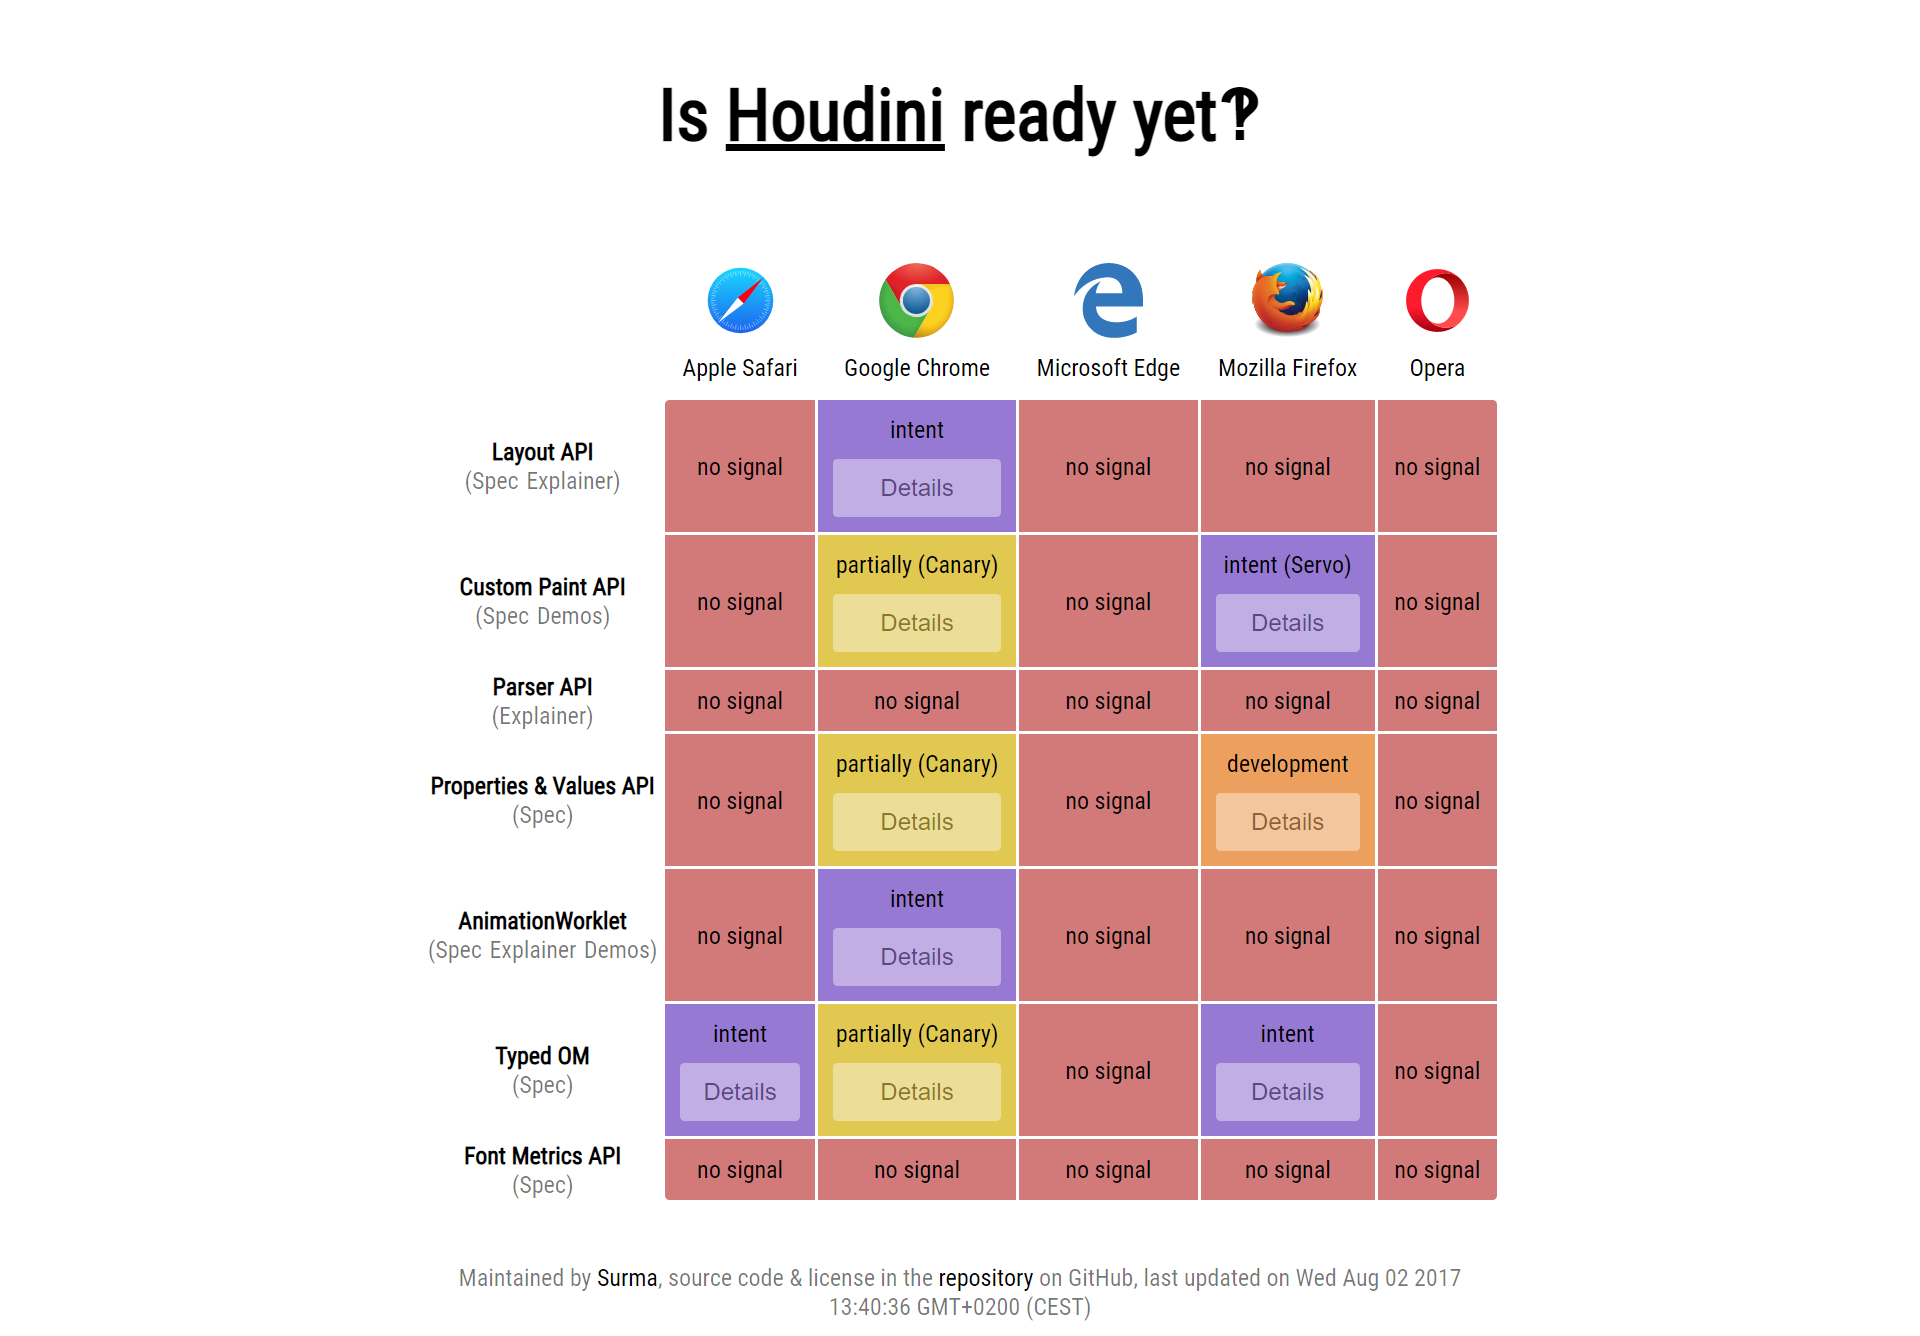 Is Houdini ready yet‽
Apple Safari Google Chrome Microsoft Edge Mozilla Firefox Opera
Layout API
(Spec Explainer)
no signal
intent
Details
no signal
no signal
no signal
Custom Paint API
(Spec Demos)
no signal
partially (Canary)
Details
no signal
intent (Servo)
Details
no signal
Parser API
(Explainer)
no signal
no signal
no signal
no signal
no signal
Properties & Values API
(Spec)
no signal
partially (Canary)
Details
no signal
development
Details
no signal
AnimationWorklet
(Spec Explainer Demos)
no signal
intent
Details
no signal
no signal
no signal
Typed OM
(Spec)
intent
Details
partially (Canary)
Details
no signal
intent
Details
no signal
Font Metrics API
(Spec)
no signal
no signal
no signal
no signal
no signal
Maintained by Surma, source code & license in the repository on GitHub, last updated on Wed Aug 02 2017
13:40:36 GMT+0200 (CEST)